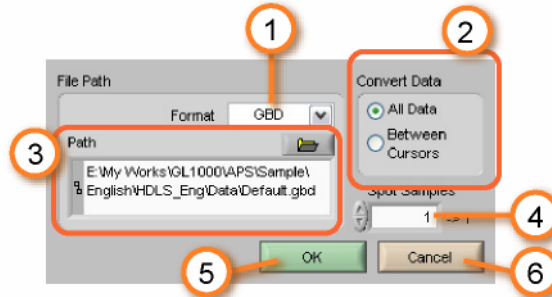 1
2
File Path
Convert Data
Format GBD
All Data
Between
Cursors
3
Path
E:\My Works\GL1000\APS\Sample\
English\HDLS_Eng\Data\Default.gbd
Spot Samples
1
4
5
OK
Cancel
6